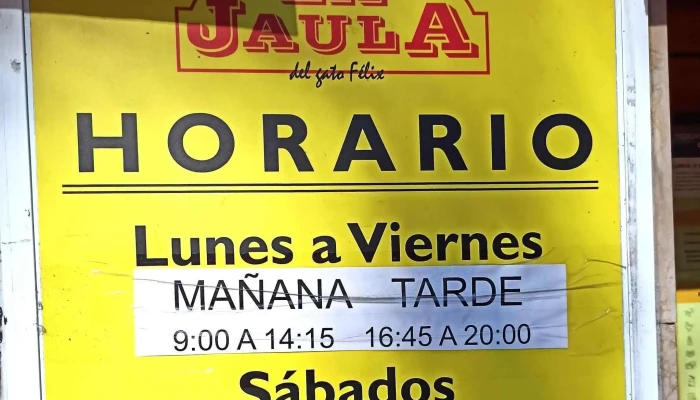 JAULA
del gato Félix
HORARIO
Lunes a Viernes
MAÑANA TARDE
9:00 A 14:15 16:45 A 20:00
Sábados